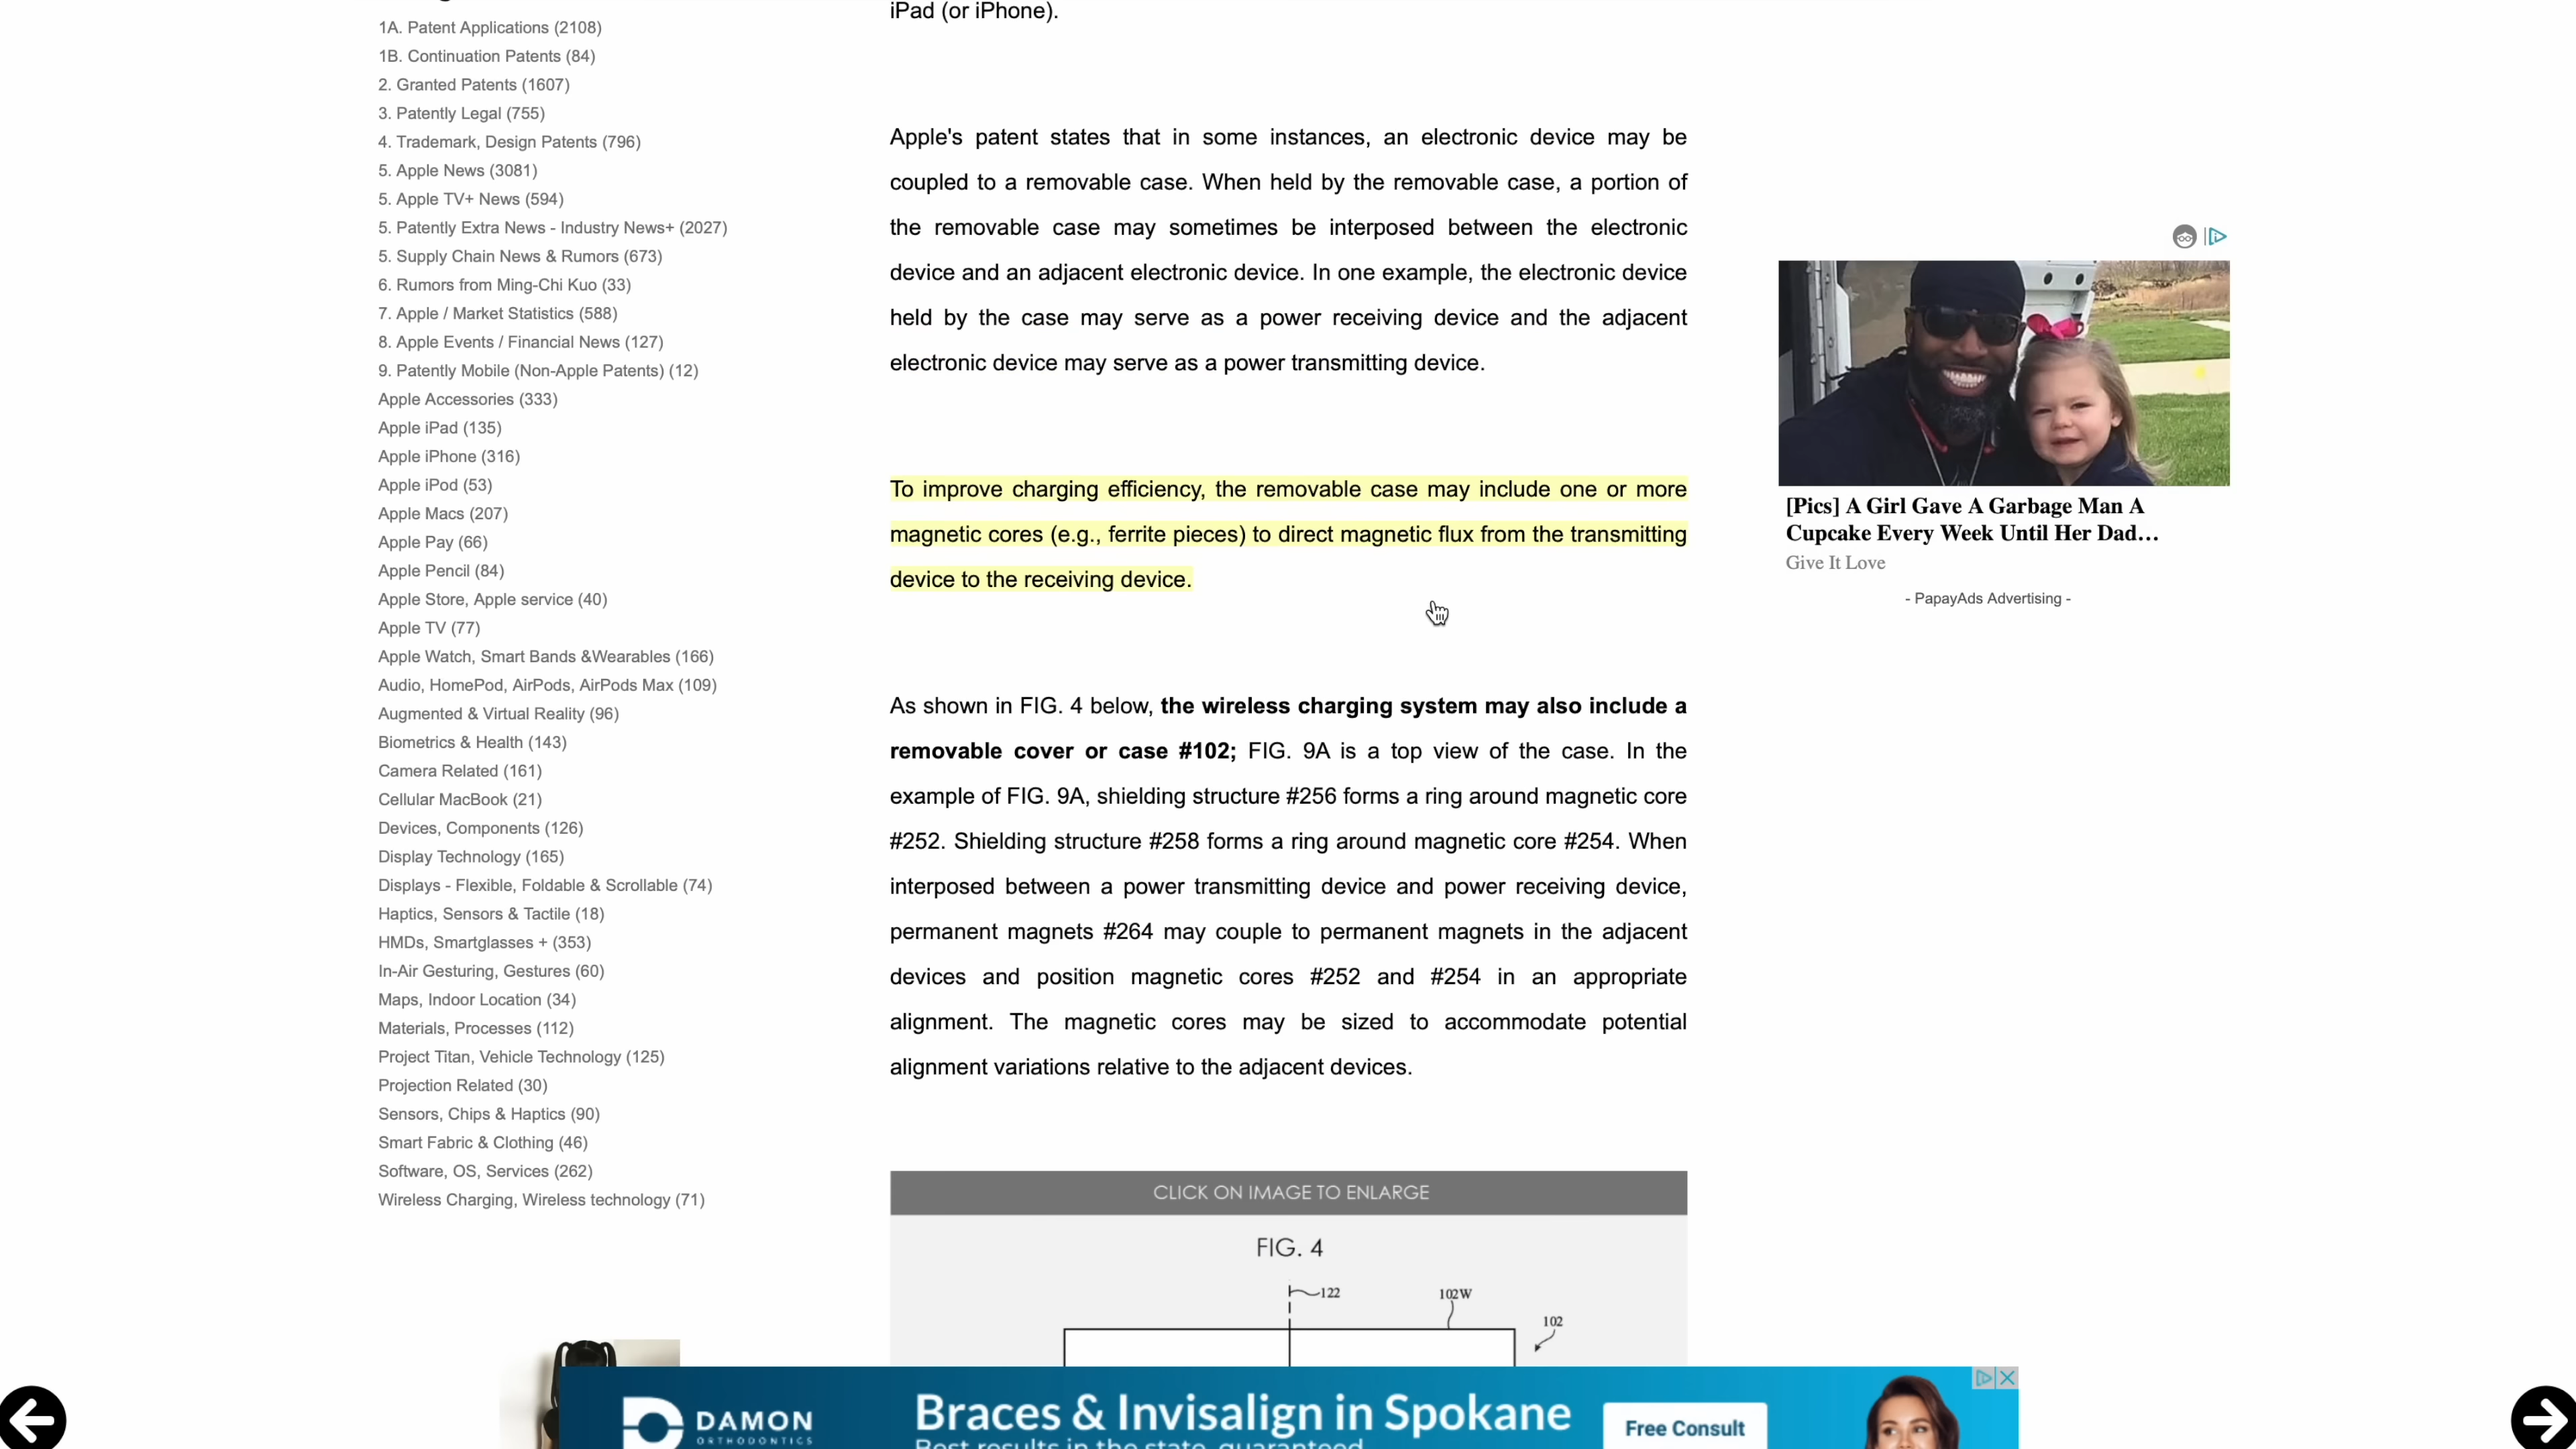 1A. Patent Applications (2108)
1B. Continuation Patents (84)
2. Granted Patents (1607)
3. Patently Legal (755)
4. Trademark, Design Patents (796)
5. Apple News (3081)
5. Apple TV+ News (594)
5. Patently Extra News - Industry News+ (2027)
5. Supply Chain News & Rumors (673)
6. Rumors from Ming-Chi Kuo (33)
7. Apple / Market Statistics (588)
8. Apple Events / Financial News (127)
9. Patently Mobile (Non-Apple Patents) (12)
Apple Accessories (333)
Apple iPad (135)
Apple iPhone (316)
Apple iPod (53)
Apple Macs (207)
Apple Pay (66)
Apple Pencil (84)
Apple Store, Apple service (40)
Apple TV (77)
Apple Watch, Smart Bands &Wearables (166)
Audio, HomePod, AirPods, AirPods Max (109)
Augmented & Virtual Reality (96)
Biometrics & Health (143)
Camera Related (161)
Cellular MacBook (21)
Devices, Components (126)
Display Technology (165)
Displays - Flexible, Foldable & Scrollable (74)
Haptics, Sensors & Tactile (18)
HMDs, Smartglasses + (353)
In-Air Gesturing, Gestures (60)
Maps, Indoor Location (34)
Materials, Processes (112)
Project Titan, Vehicle Technology (125)
Projection Related (30)
Sensors, Chips & Haptics (90)
Smart Fabric & Clothing (46)
Software, OS, Services (262)
Wireless Charging, Wireless technology (71)
iPad (or iPhone).
Apple's patent states that in some instances, an electronic device may be
coupled to a removable case. When held by the removable case, a portion of
the removable case may sometimes be interposed between the electronic
device and an adjacent electronic device. In one example, the electronic device
held by the case may serve as a power receiving device and the adjacent
electronic device may serve as a power transmitting device.
To improve charging efficiency, the removable case may include one or more
magnetic cores (e.g., ferrite pieces) to direct magnetic flux from the transmitting
device to the receiving device.
As shown in FIG. 4 below, the wireless charging system may also include a
removable cover or case #102; FIG. 9A is a top view of the case. In the
example of FIG. 9A, shielding structure #256 forms a ring around magnetic core
#252. Shielding structure #258 forms a ring around magnetic core #254. When
interposed between a power transmitting device and power receiving device,
permanent magnets #264 may couple to permanent magnets in the adjacent
devices and position magnetic cores #252 and #254 in an appropriate
alignment. The magnetic cores may be sized to accommodate potential
alignment variations relative to the adjacent devices.
CLICK ON IMAGE TO ENLARGE
FIG. 4
122
102W
102
[Pics] A Girl Gave A Garbage Man A
Cupcake Every Week Until Her Dad...
Give It Love
- PapayAds Advertising -
DAMON
ORTHODONTICS
Braces & Invisalign in Spokane
Best results in the state, guaranteed
Free Consult